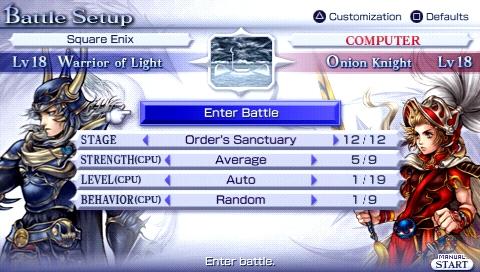 Battle Setup
Customization Defaults
Square Enix
COMPUTER
Lv18 Warrior of Light
Onion Knight Lv18
Enter Battle
STAGE Order's Sanctuary 12/12
STRENGTH(CPU) Average 5/9
LEVEL(CPU) Auto 1/19
BEHAVIOR(CPU) Random 1/9
Enter battle.
MANUAL
START